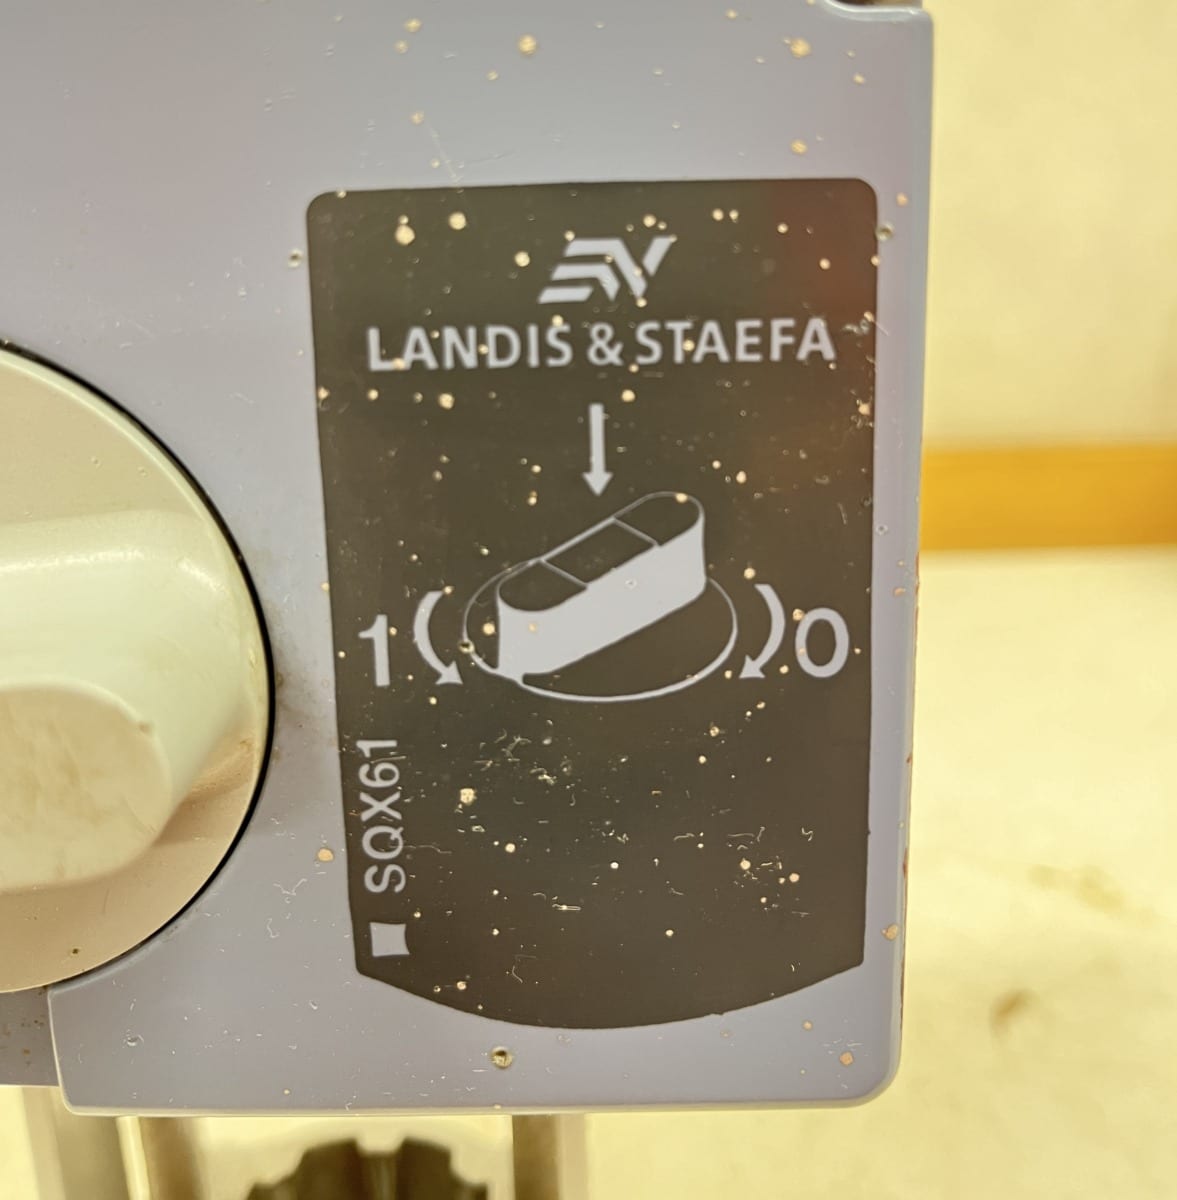 LANDIS & STAEFA
1 0
SQX61